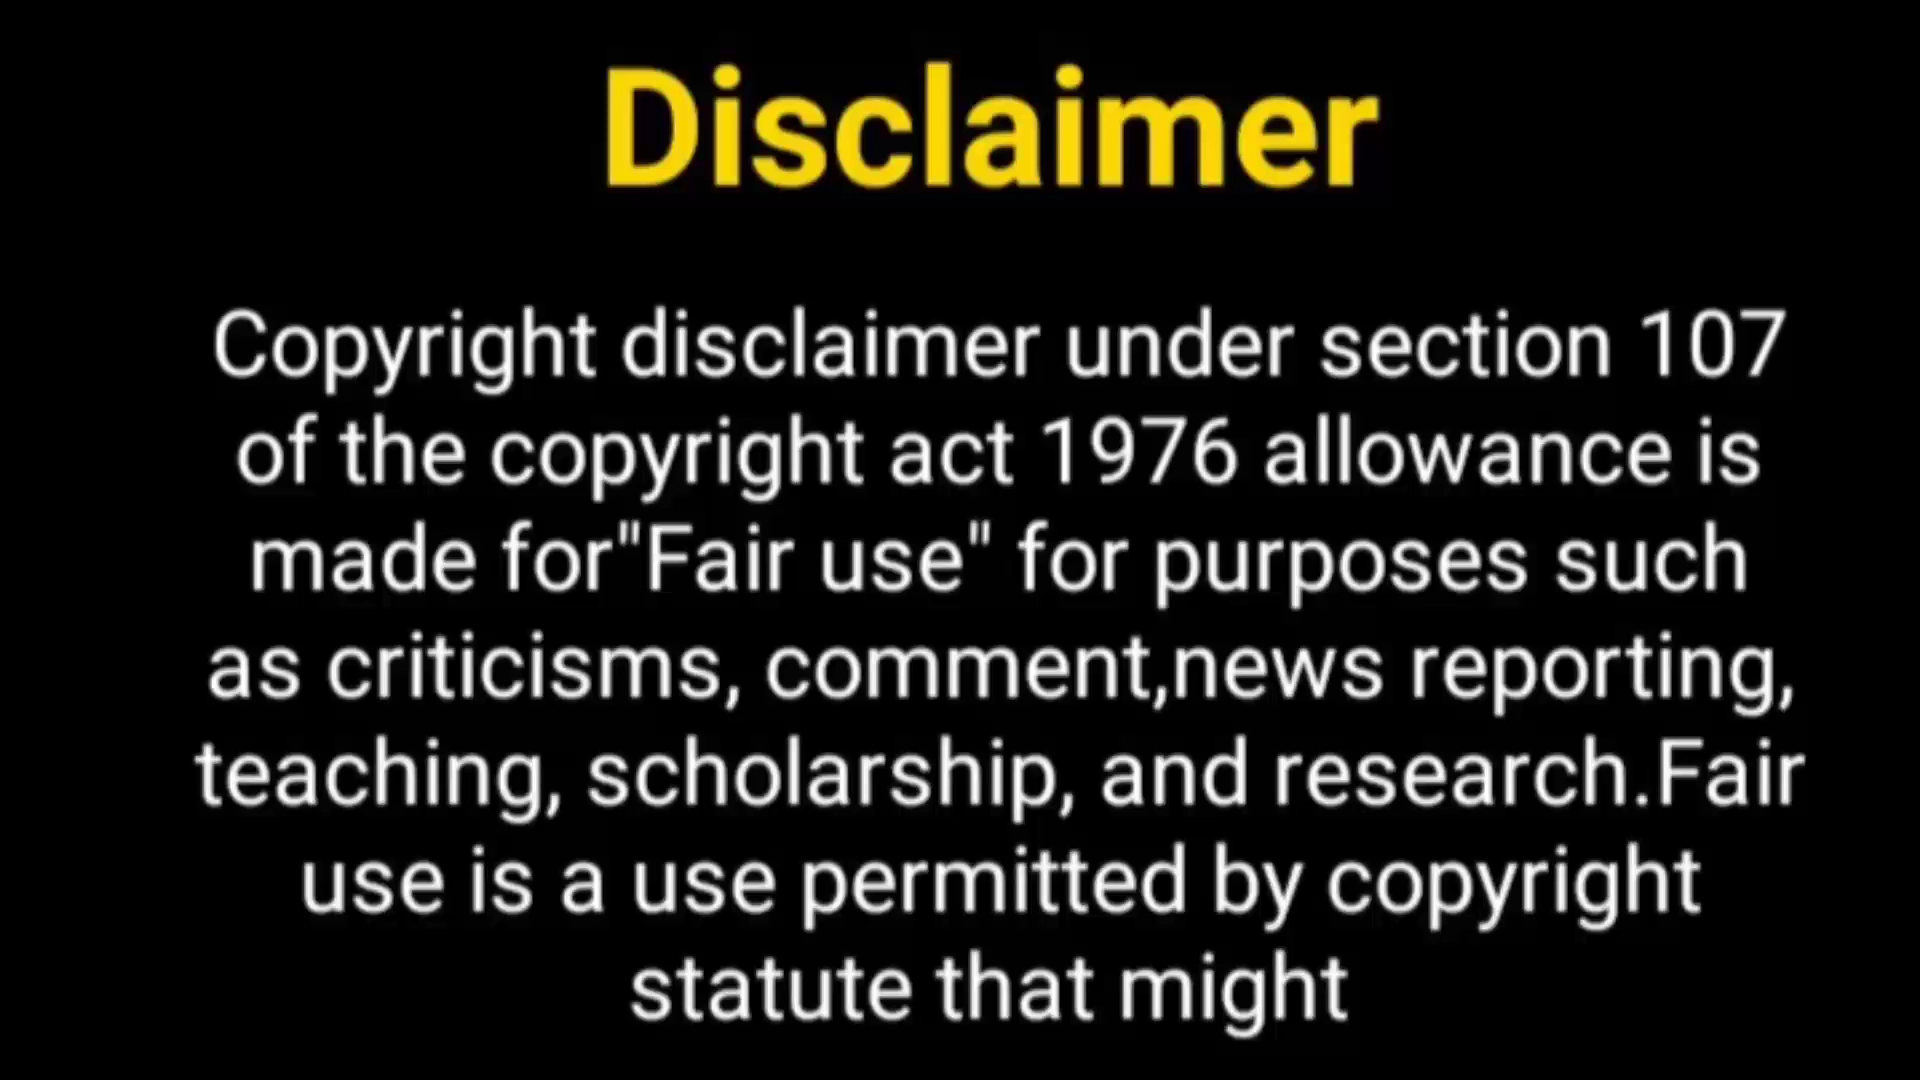 Disclaimer
Copyright disclaimer under section 107
of the copyright act 1976 allowance is
made for"Fair use" for purposes such
as criticisms, comment,news reporting,
teaching, scholarship, and research.Fair
use is a use permitted by copyright
statute that might